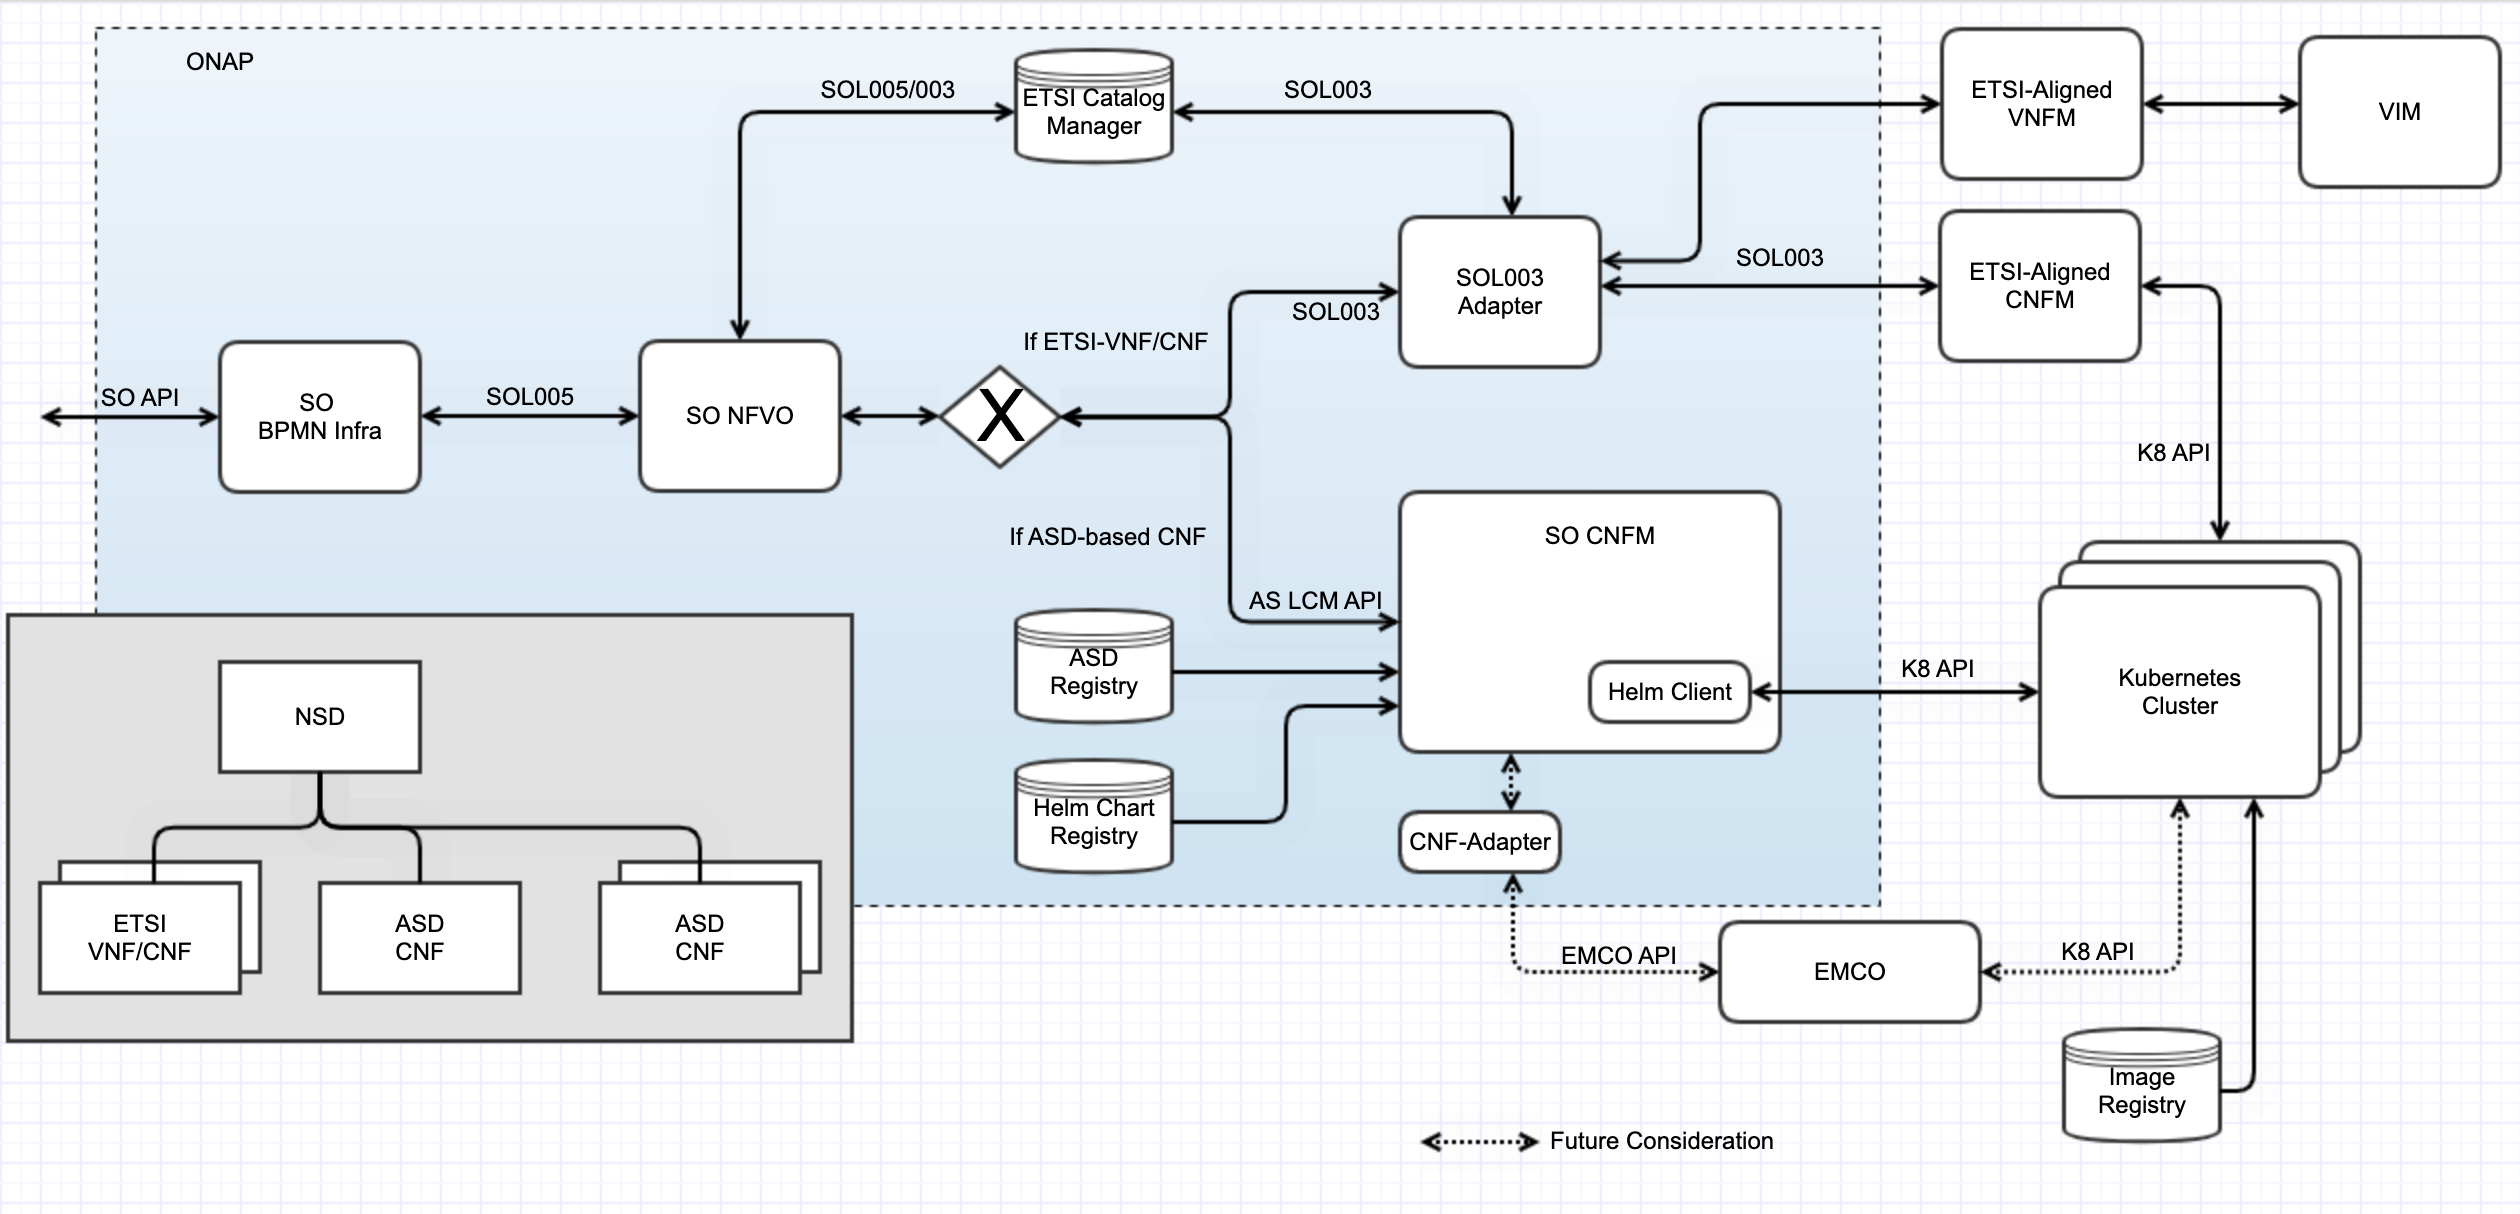 ONAP
SOL005/003
ETSI Catalog
Manager
SOL003
ETSI-Aligned
VNFM
VIM
SOL003
Adapter
SOL003
ETSI-Aligned
CNFM
SOL003
If ETSI-VNF/CNF
SO API
SO
BPMN Infra
SOL005
SO NFVO
X
K8 API
If ASD-based CNF
SO CNFM
AS LCM API
ASD
Registry
Helm Client
K8 API
Kubernetes
Cluster
NSD
Helm Chart
Registry
CNF-Adapter
ETSI
VNF/CNF
ASD
CNF
ASD
CNF
EMCO API
EMCO
K8 API
Image
Registry
Future Consideration